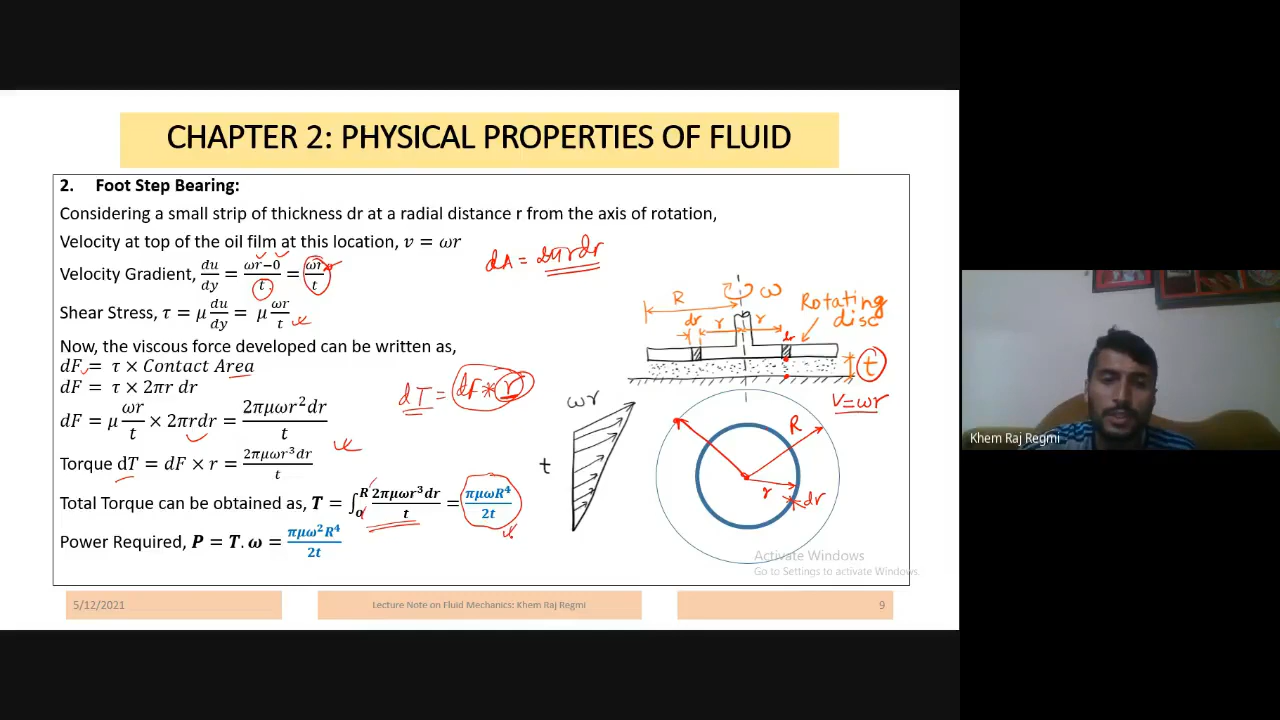 CHAPTER 2: PHYSICAL PROPERTIES OF FLUID
2. Foot Step Bearing:
Considering a small strip of thickness dr at a radial distance r from the axis of rotation,
Velocity at top of the oil film at this location, v = ωr
dA = 2πrdr
Velocity Gradient, du/dy = (ωr−0)/t = ωr/t
Shear Stress, τ = μ du/dy = μ ωr/t
Now, the viscous force developed can be written as,
dF = τ × Contact Area
dF = τ × 2πr dr
dT = dF * r
dF = μ ωr/t × 2πrdr = 2πμωr²dr/t
Torque dT = dF × r = 2πμωr³dr/t
Total Torque can be obtained as, T = ∫₀ᴿ 2πμωr³dr/t = πμωR⁴/2t
Power Required, P = T. ω = πμω²R⁴/2t
ω
R
Rotating
disc
dr
r
r
dr
t
V=ωr
ωr
t
R
r
dr
Activate Windows
Go to Settings to activate Windows.
5/12/2021
Lecture Note on Fluid Mechanics: Khem Raj Regmi
9
Khem Raj Regmi